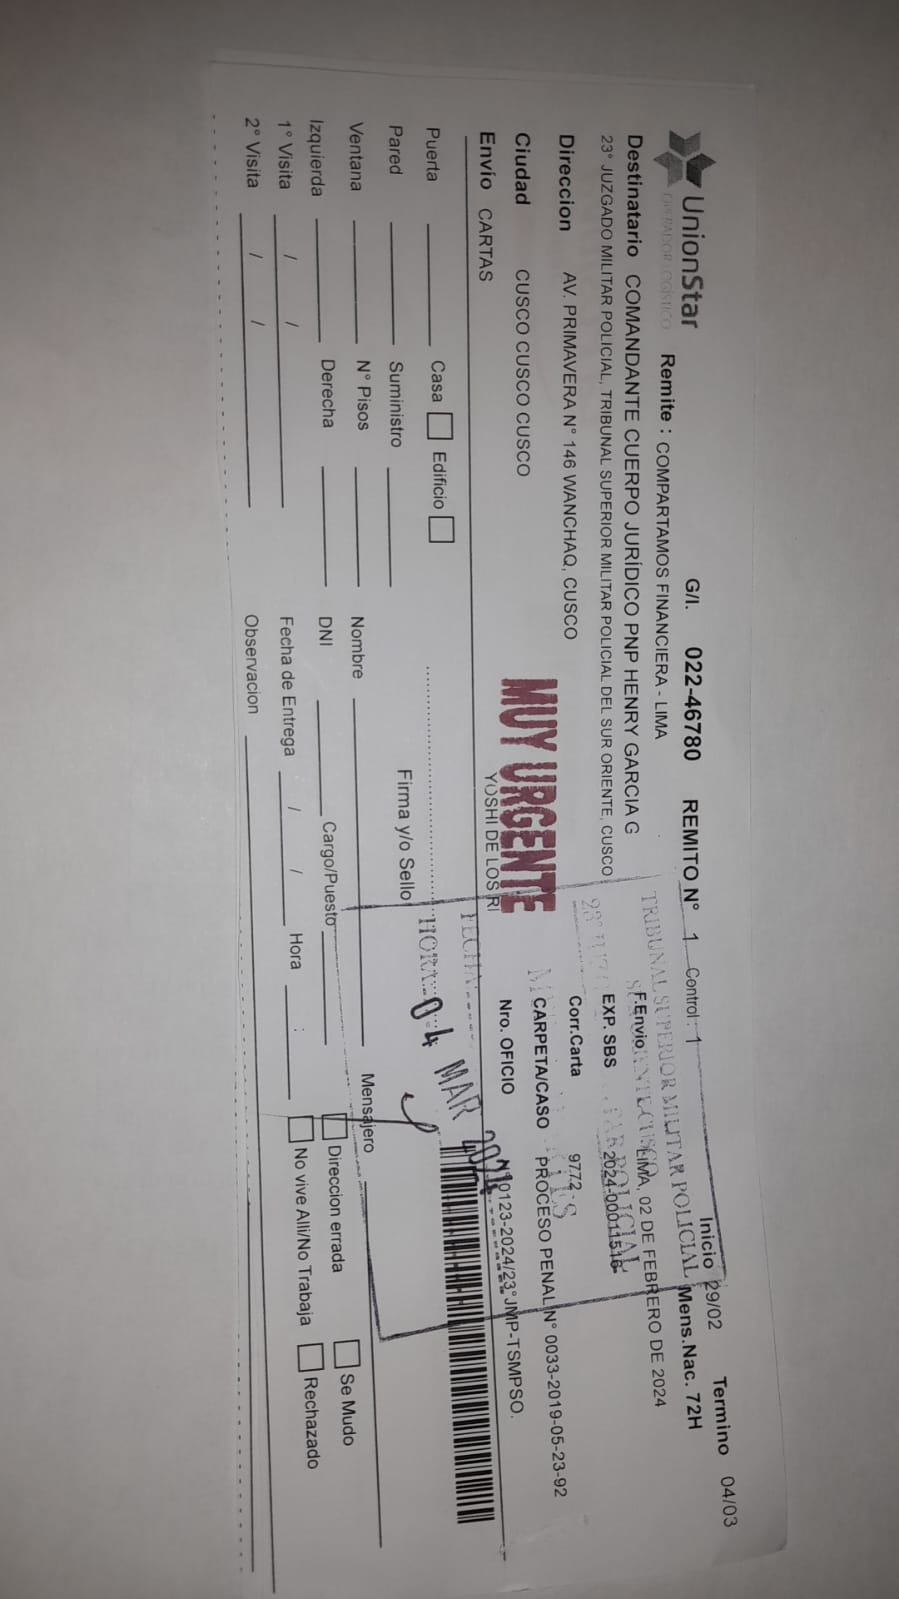 Inicio 29/02 Termino 04/03
UnionStar G/I. 022-46780 REMITO N° 1 Control: 1 Mens.Nac. 72H
OPERADOR LOGÍSTICO Remite : COMPARTAMOS FINANCIERA - LIMA
TRIBUNAL SUPERIOR MILITAR POLICIAL
F.Envio LIMA, 02 DE FEBRERO DE 2024
Destinatario COMANDANTE CUERPO JURÍDICO PNP HENRY GARCIA G
23° JUZGADO MILITAR POLICIAL, TRIBUNAL SUPERIOR MILITAR POLICIAL DEL SUR ORIENTE, CUSCO
EXP. SBS 2024-00011516
Direccion AV. PRIMAVERA N° 146 WANCHAQ, CUSCO
Corr.Carta 9772
Ciudad CUSCO CUSCO CUSCO
CARPETA/CASO PROCESO PENAL N° 0033-2019-05-23-92
MUY URGENTE
Envío CARTAS
YOSHI DE LOS RI
Nro. OFICIO 0123-2024/23°JMP-TSMPSO.
FECHA
HORA
04 MAR 2024
Puerta Casa Edificio
Pared Suministro Firma y/o Sello
Ventana N° Pisos Nombre Mensajero
Izquierda Derecha DNI Cargo/Puesto Direccion errada Se Mudo
1° Visita / / Fecha de Entrega / / Hora : No vive Alli/No Trabaja Rechazado
2° Visita / / Observacion